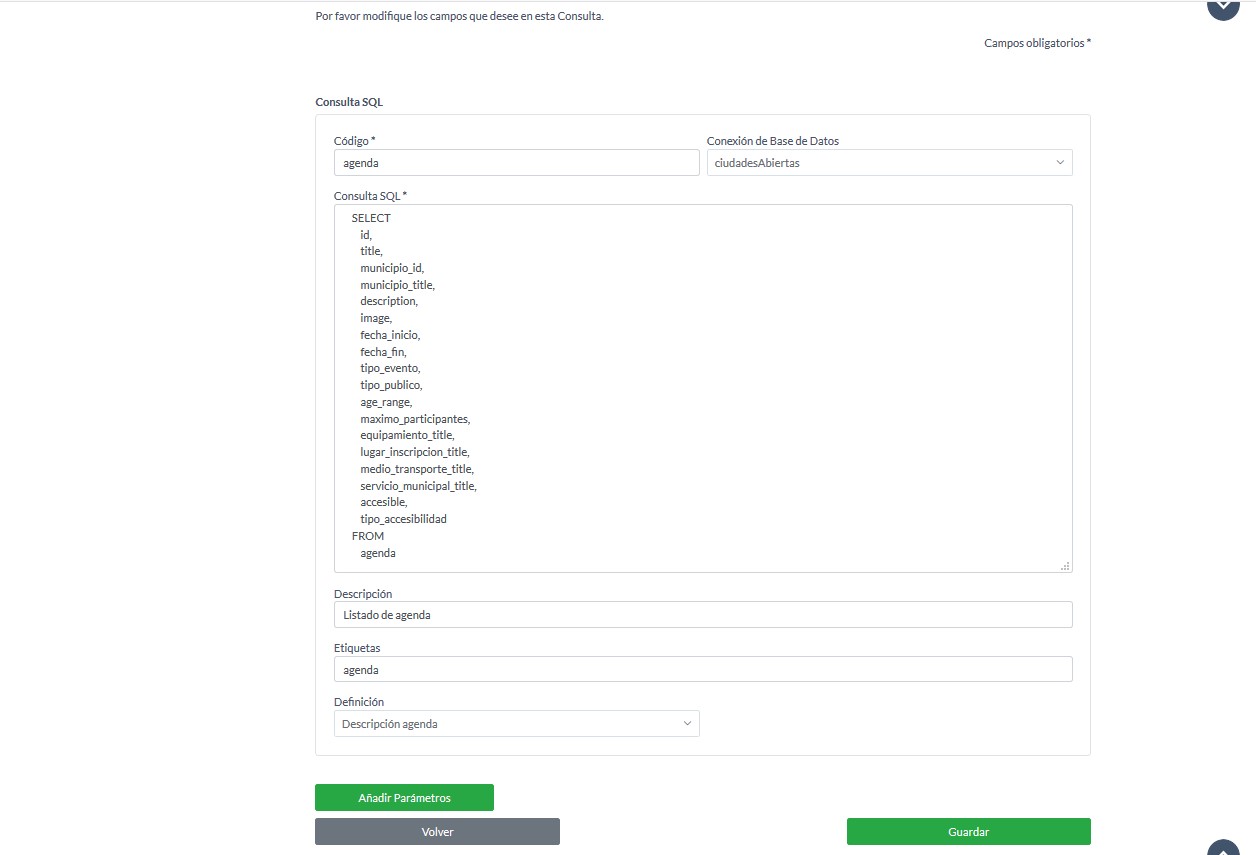 Por favor modifique los campos que desee en esta Consulta.
Campos obligatorios *
Consulta SQL
Código *
Conexión de Base de Datos
agenda
ciudadesAbiertas
Consulta SQL *
SELECT
id,
title,
municipio_id,
municipio_title,
description,
image,
fecha_inicio,
fecha_fin,
tipo_evento,
tipo_publico,
age_range,
maximo_participantes,
equipamiento_title,
lugar_inscripcion_title,
medio_transporte_title,
servicio_municipal_title,
accesible,
tipo_accesibilidad
FROM
agenda
Descripción
Listado de agenda
Etiquetas
agenda
Definición
Descripción agenda
Añadir Parámetros
Volver
Guardar